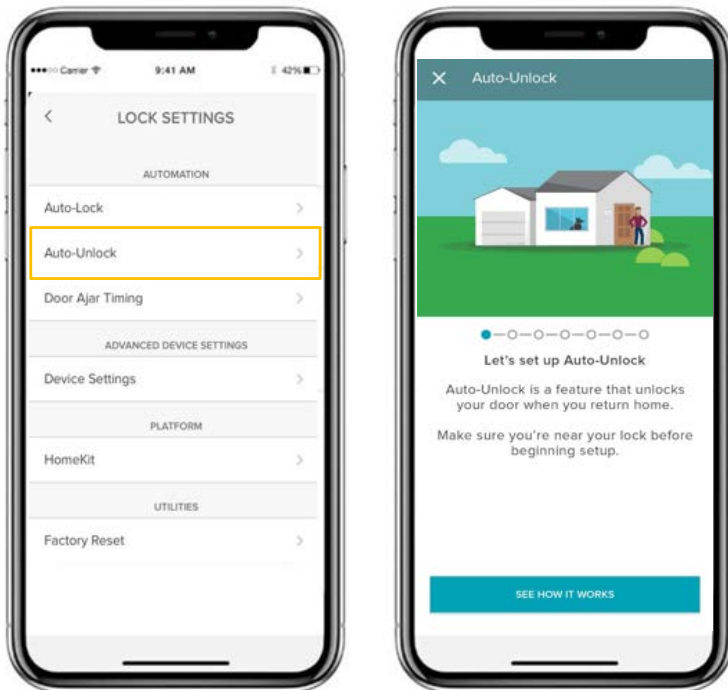 Carrier
9:41 AM
42%
LOCK SETTINGS
AUTOMATION
Auto-Lock
Auto-Unlock
Door Ajar Timing
ADVANCED DEVICE SETTINGS
Device Settings
PLATFORM
HomeKit
UTILITIES
Factory Reset
Auto-Unlock
Let's set up Auto-Unlock
Auto-Unlock is a feature that unlocks
your door when you return home.
Make sure you're near your lock before
beginning setup.
SEE HOW IT WORKS